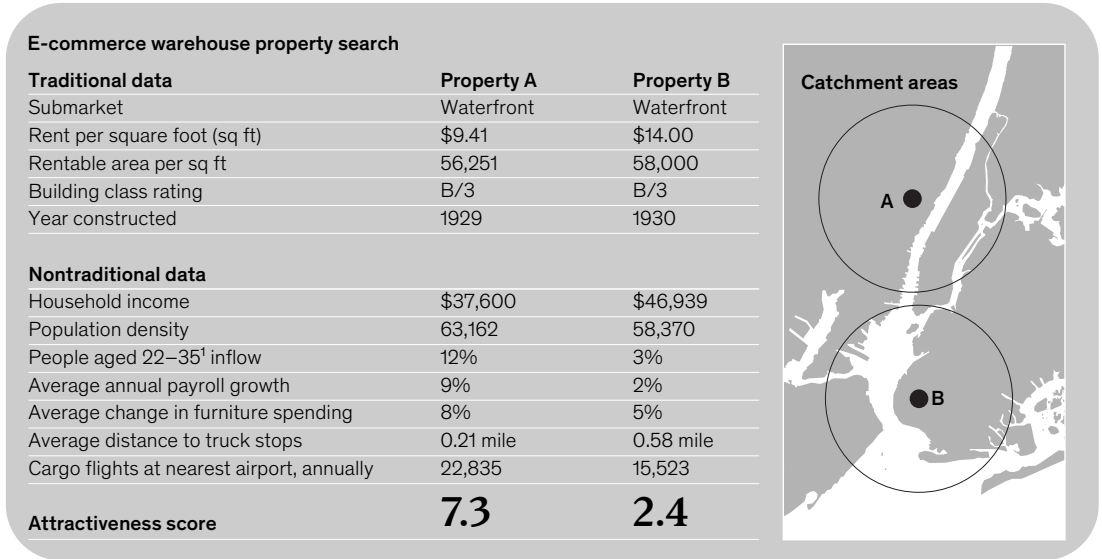 E-commerce warehouse property search
Traditional data Property A Property B
Submarket Waterfront Waterfront
Rent per square foot (sq ft) $9.41 $14.00
Rentable area per sq ft 56,251 58,000
Building class rating B/3 B/3
Year constructed 1929 1930
Nontraditional data
Household income $37,600 $46,939
Population density 63,162 58,370
People aged 22–35¹ inflow 12% 3%
Average annual payroll growth 9% 2%
Average change in furniture spending 8% 5%
Average distance to truck stops 0.21 mile 0.58 mile
Cargo flights at nearest airport, annually 22,835 15,523
Attractiveness score 7.3 2.4
Catchment areas
A
B